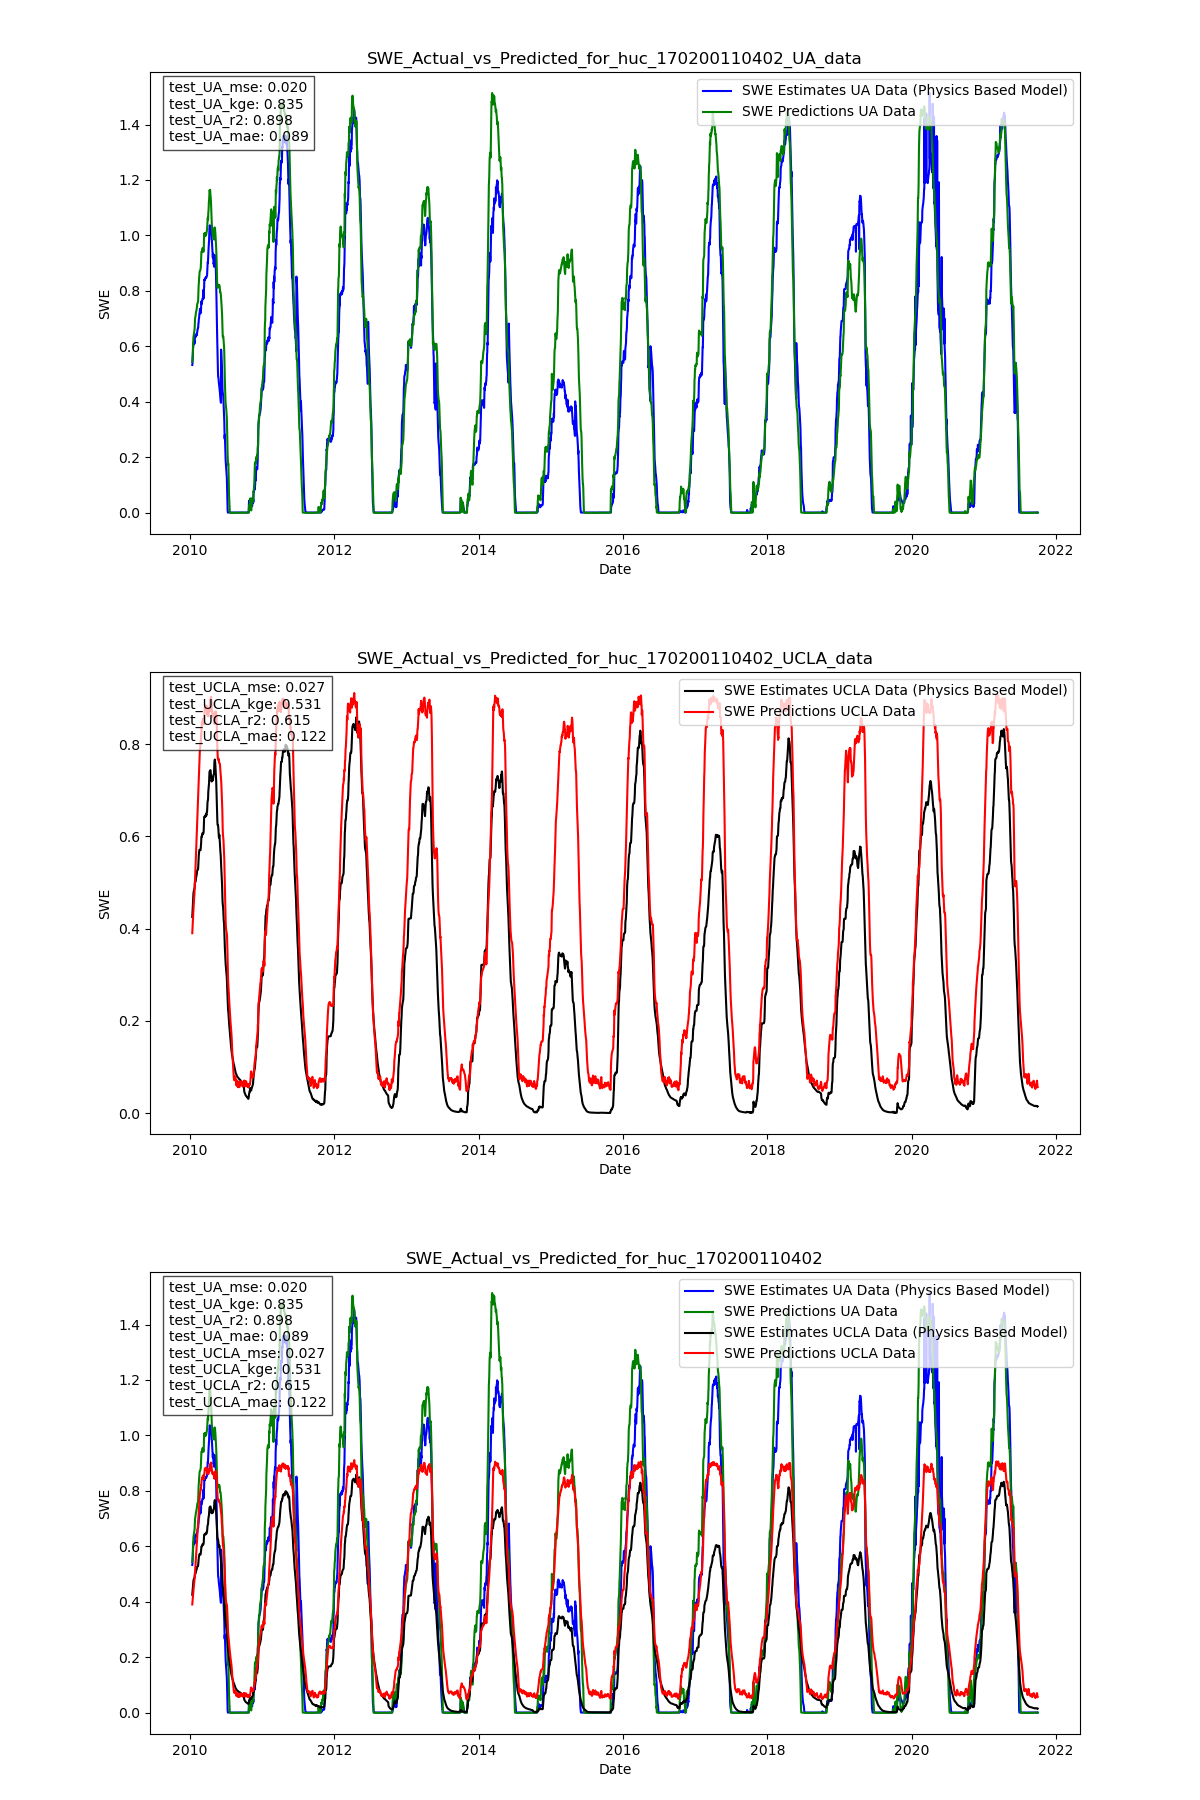 SWE_Actual_vs_Predicted_for_huc_170200110402_UA_data
test_UA_mse: 0.020
test_UA_kge: 0.835
test_UA_r2: 0.898
test_UA_mae: 0.089
SWE Estimates UA Data (Physics Based Model)
SWE Predictions UA Data
1.4
1.2
1.0
0.8
0.6
0.4
0.2
0.0
SWE
2010 2012 2014 2016 2018 2020 2022
Date
SWE_Actual_vs_Predicted_for_huc_170200110402_UCLA_data
test_UCLA_mse: 0.027
test_UCLA_kge: 0.531
test_UCLA_r2: 0.615
test_UCLA_mae: 0.122
SWE Estimates UCLA Data (Physics Based Model)
SWE Predictions UCLA Data
0.8
0.6
0.4
0.2
0.0
SWE
2010 2012 2014 2016 2018 2020 2022
Date
SWE_Actual_vs_Predicted_for_huc_170200110402
test_UA_mse: 0.020
test_UA_kge: 0.835
test_UA_r2: 0.898
test_UA_mae: 0.089
test_UCLA_mse: 0.027
test_UCLA_kge: 0.531
test_UCLA_r2: 0.615
test_UCLA_mae: 0.122
SWE Estimates UA Data (Physics Based Model)
SWE Predictions UA Data
SWE Estimates UCLA Data (Physics Based Model)
SWE Predictions UCLA Data
1.4
1.2
1.0
0.8
0.6
0.4
0.2
0.0
SWE
2010 2012 2014 2016 2018 2020 2022
Date